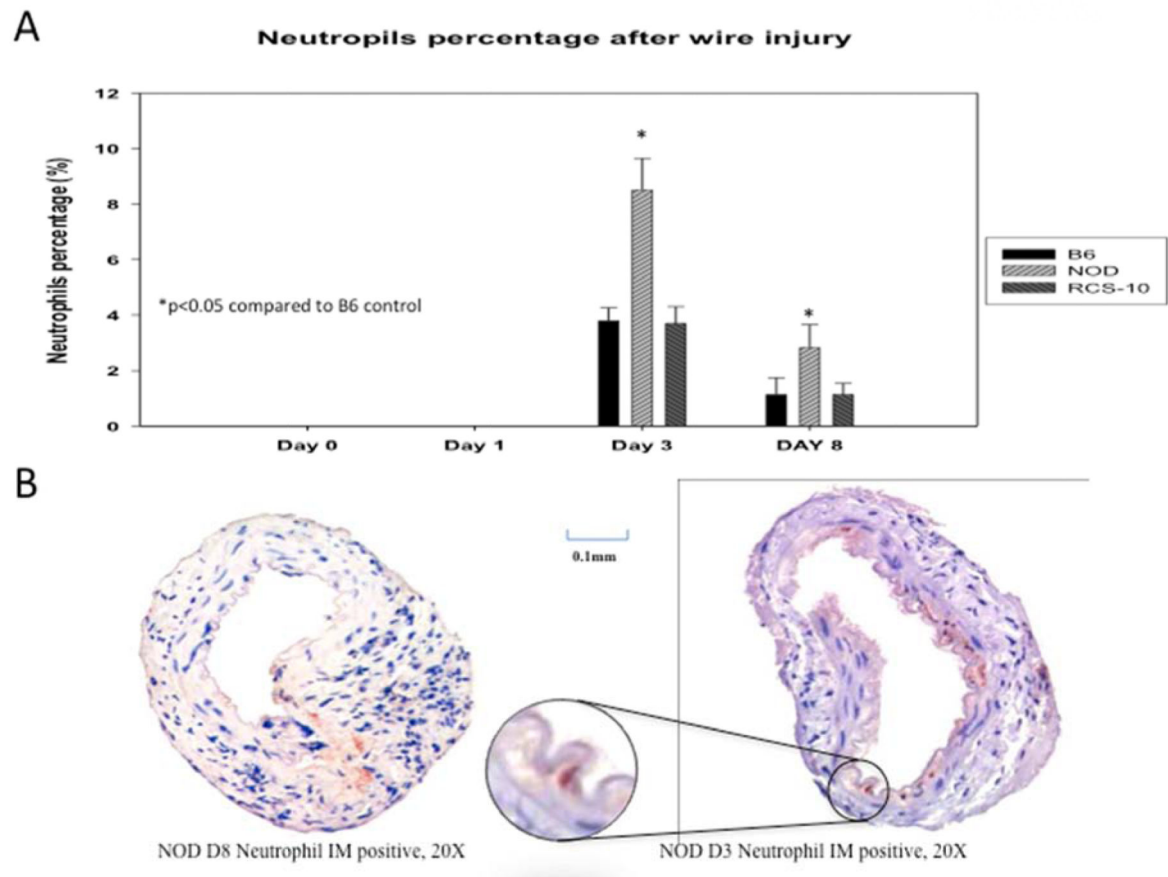 A
Neutropils percentage after wire injury
Neutrophils percentage (%)
12
10
8
6
4
2
0
*
*
*p<0.05 compared to B6 control
Day 0 Day 1 Day 3 DAY 8
B6
NOD
RCS-10
B
0.1mm
NOD D8 Neutrophil IM positive, 20X
NOD D3 Neutrophil IM positive, 20X